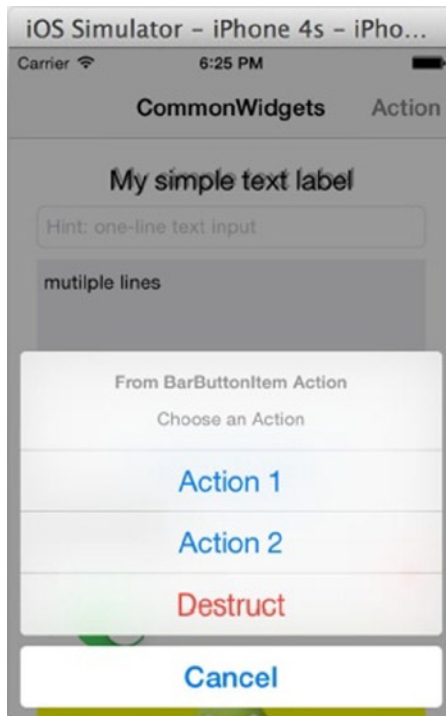 iOS Simulator – iPhone 4s – iPho...
Carrier 6:25 PM
CommonWidgets Action
My simple text label
Hint: one-line text input
mutilple lines
From BarButtonItem Action
Choose an Action
Action 1
Action 2
Destruct
Cancel